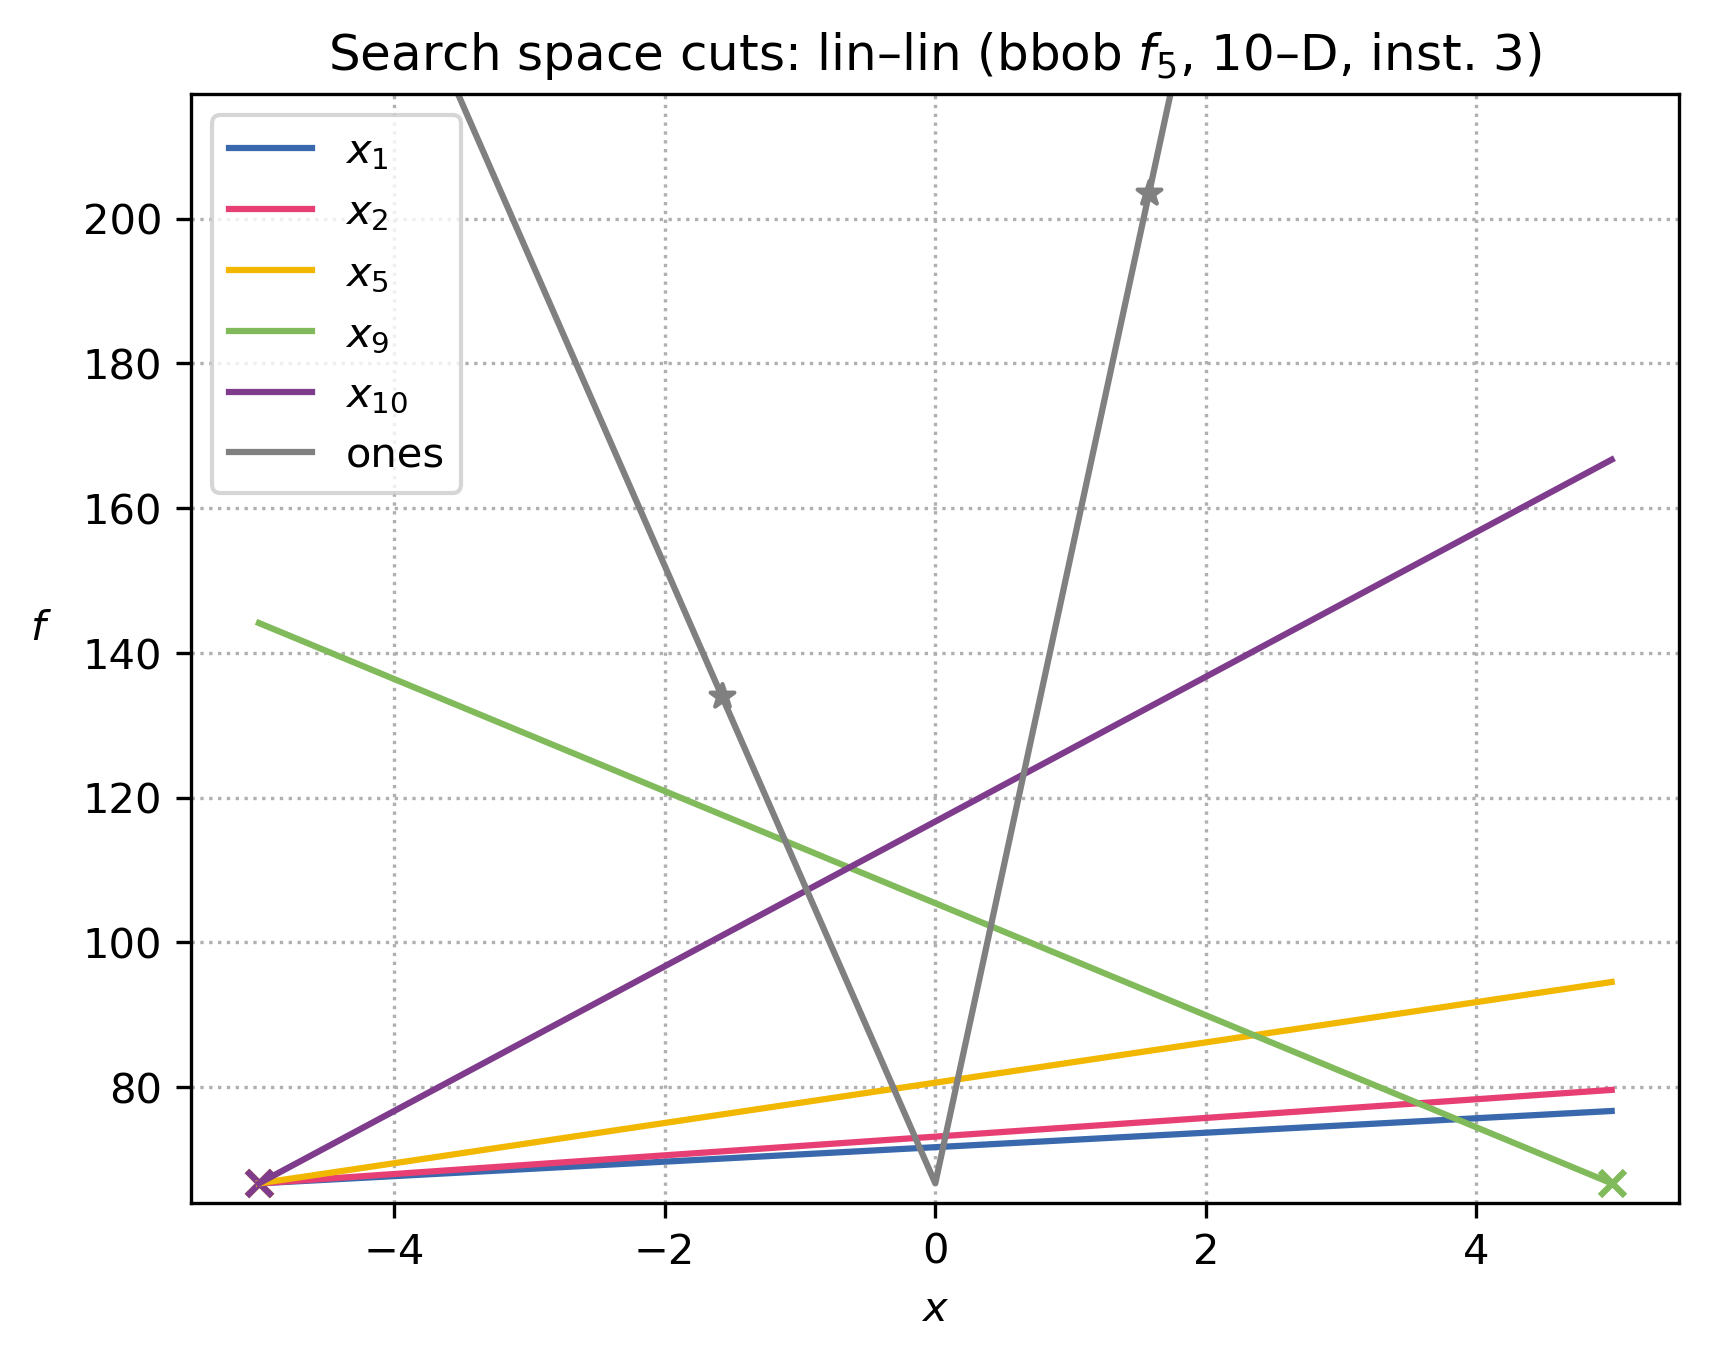 Search space cuts: lin–lin (bbob f₅, 10–D, inst. 3)
x₁
x₂
x₅
x₉
x₁₀
ones
200
180
160
140
120
100
80
f
−4
−2
0
2
4
x